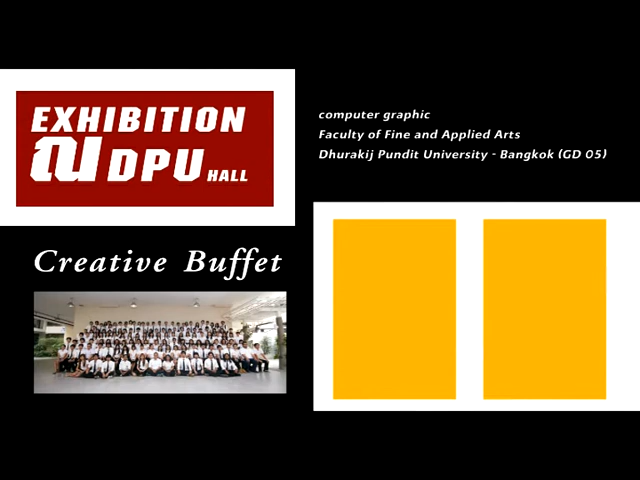 EXHIBITION
ณ DPU HALL
computer graphic
Faculty of Fine and Applied Arts
Dhurakij Pundit University - Bangkok (GD 05)
Creative Buffet